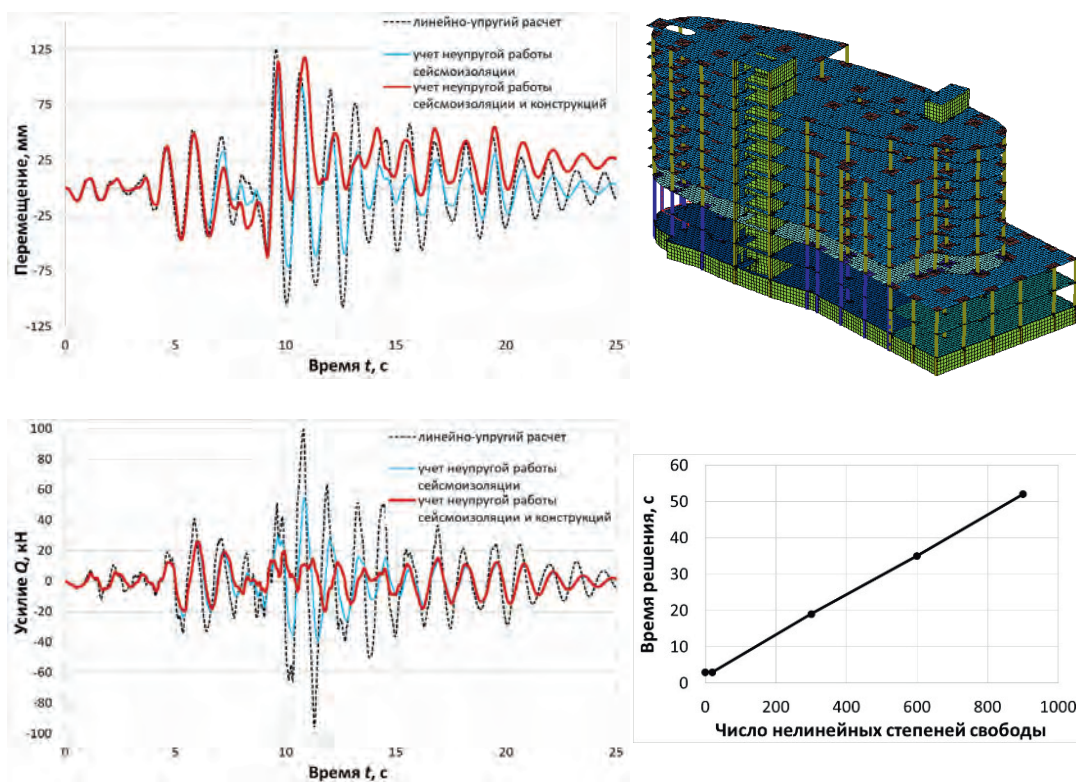 125
75
25
-25
-75
-125
Перемещение, мм
0
5
10
15
20
25
Время t, с
линейно-упругий расчет
учет неупругой работы
сейсмоизоляции
учет неупругой работы
сейсмоизоляции и конструкций
100
80
60
40
20
0
-20
-40
-60
-80
-100
Усилие Q, кН
0
5
10
15
20
25
Время t, с
линейно-упругий расчет
учет неупругой работы
сейсмоизоляции
учет неупругой работы
сейсмоизоляции и конструкций
60
50
40
30
20
10
0
Время решения, с
0
200
400
600
800
1000
Число нелинейных степеней свободы